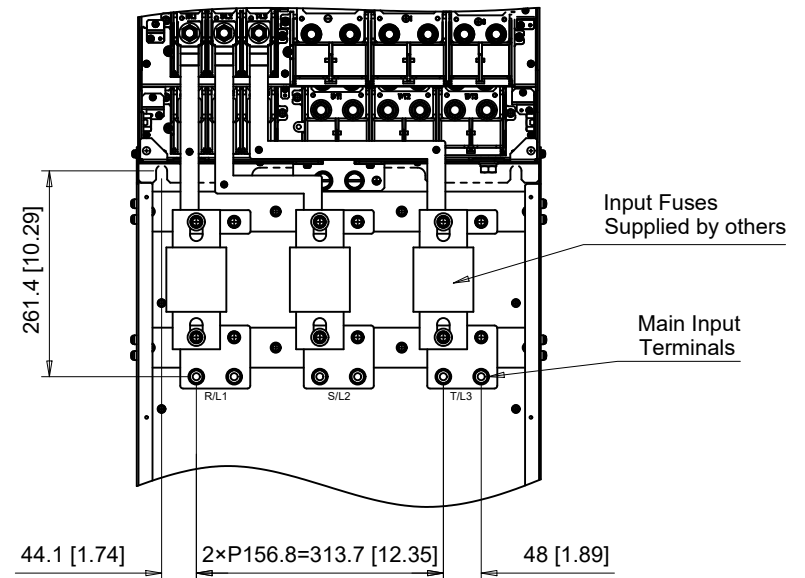 Input Fuses
Supplied by others
261.4 [10.29]
Main Input
Terminals
R/L1
S/L2
T/L3
44.1 [1.74]
2×P156.8=313.7 [12.35]
48 [1.89]